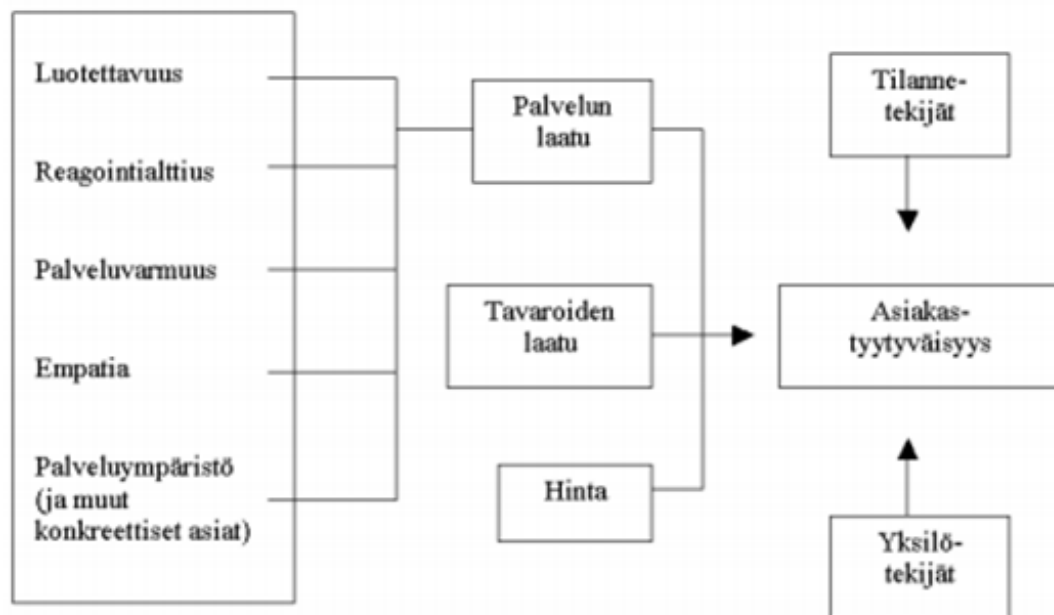 Luotettavuus
Reagointialttius
Palveluvarmuus
Empatia
Palveluympäristö
(ja muut
konkreettiset asiat)
Palvelun
laatu
Tavaroiden
laatu
Hinta
Tilanne-
tekijät
Asiakas-
tyytyväisyys
Yksilö-
tekijät